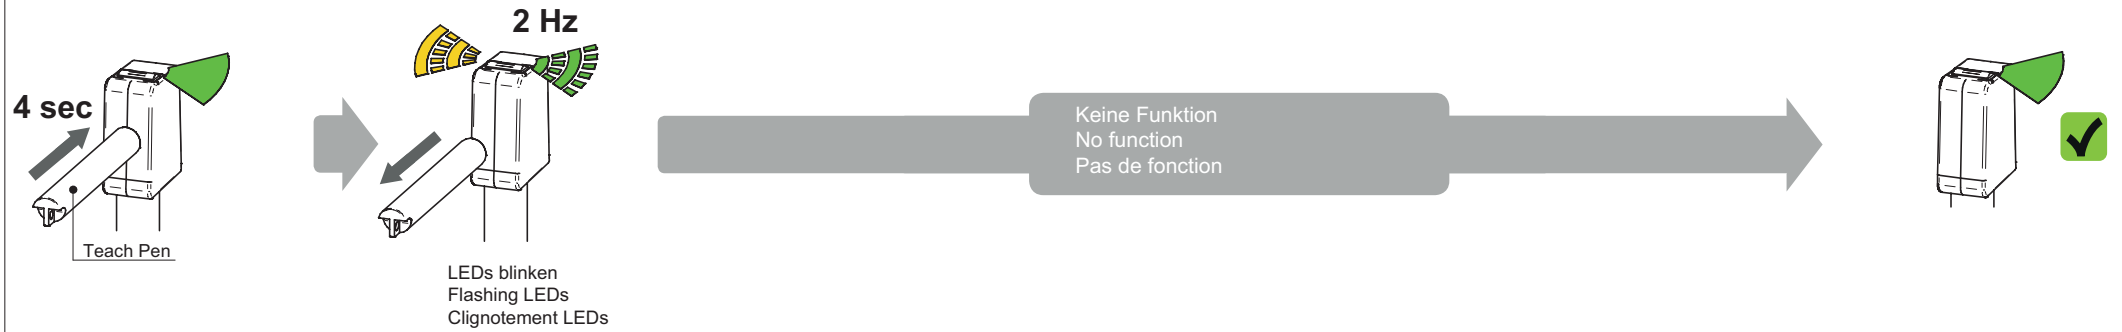 4 sec
Teach Pen
2 Hz
LEDs blinken
Flashing LEDs
Clignotement LEDs
Keine Funktion
No function
Pas de fonction